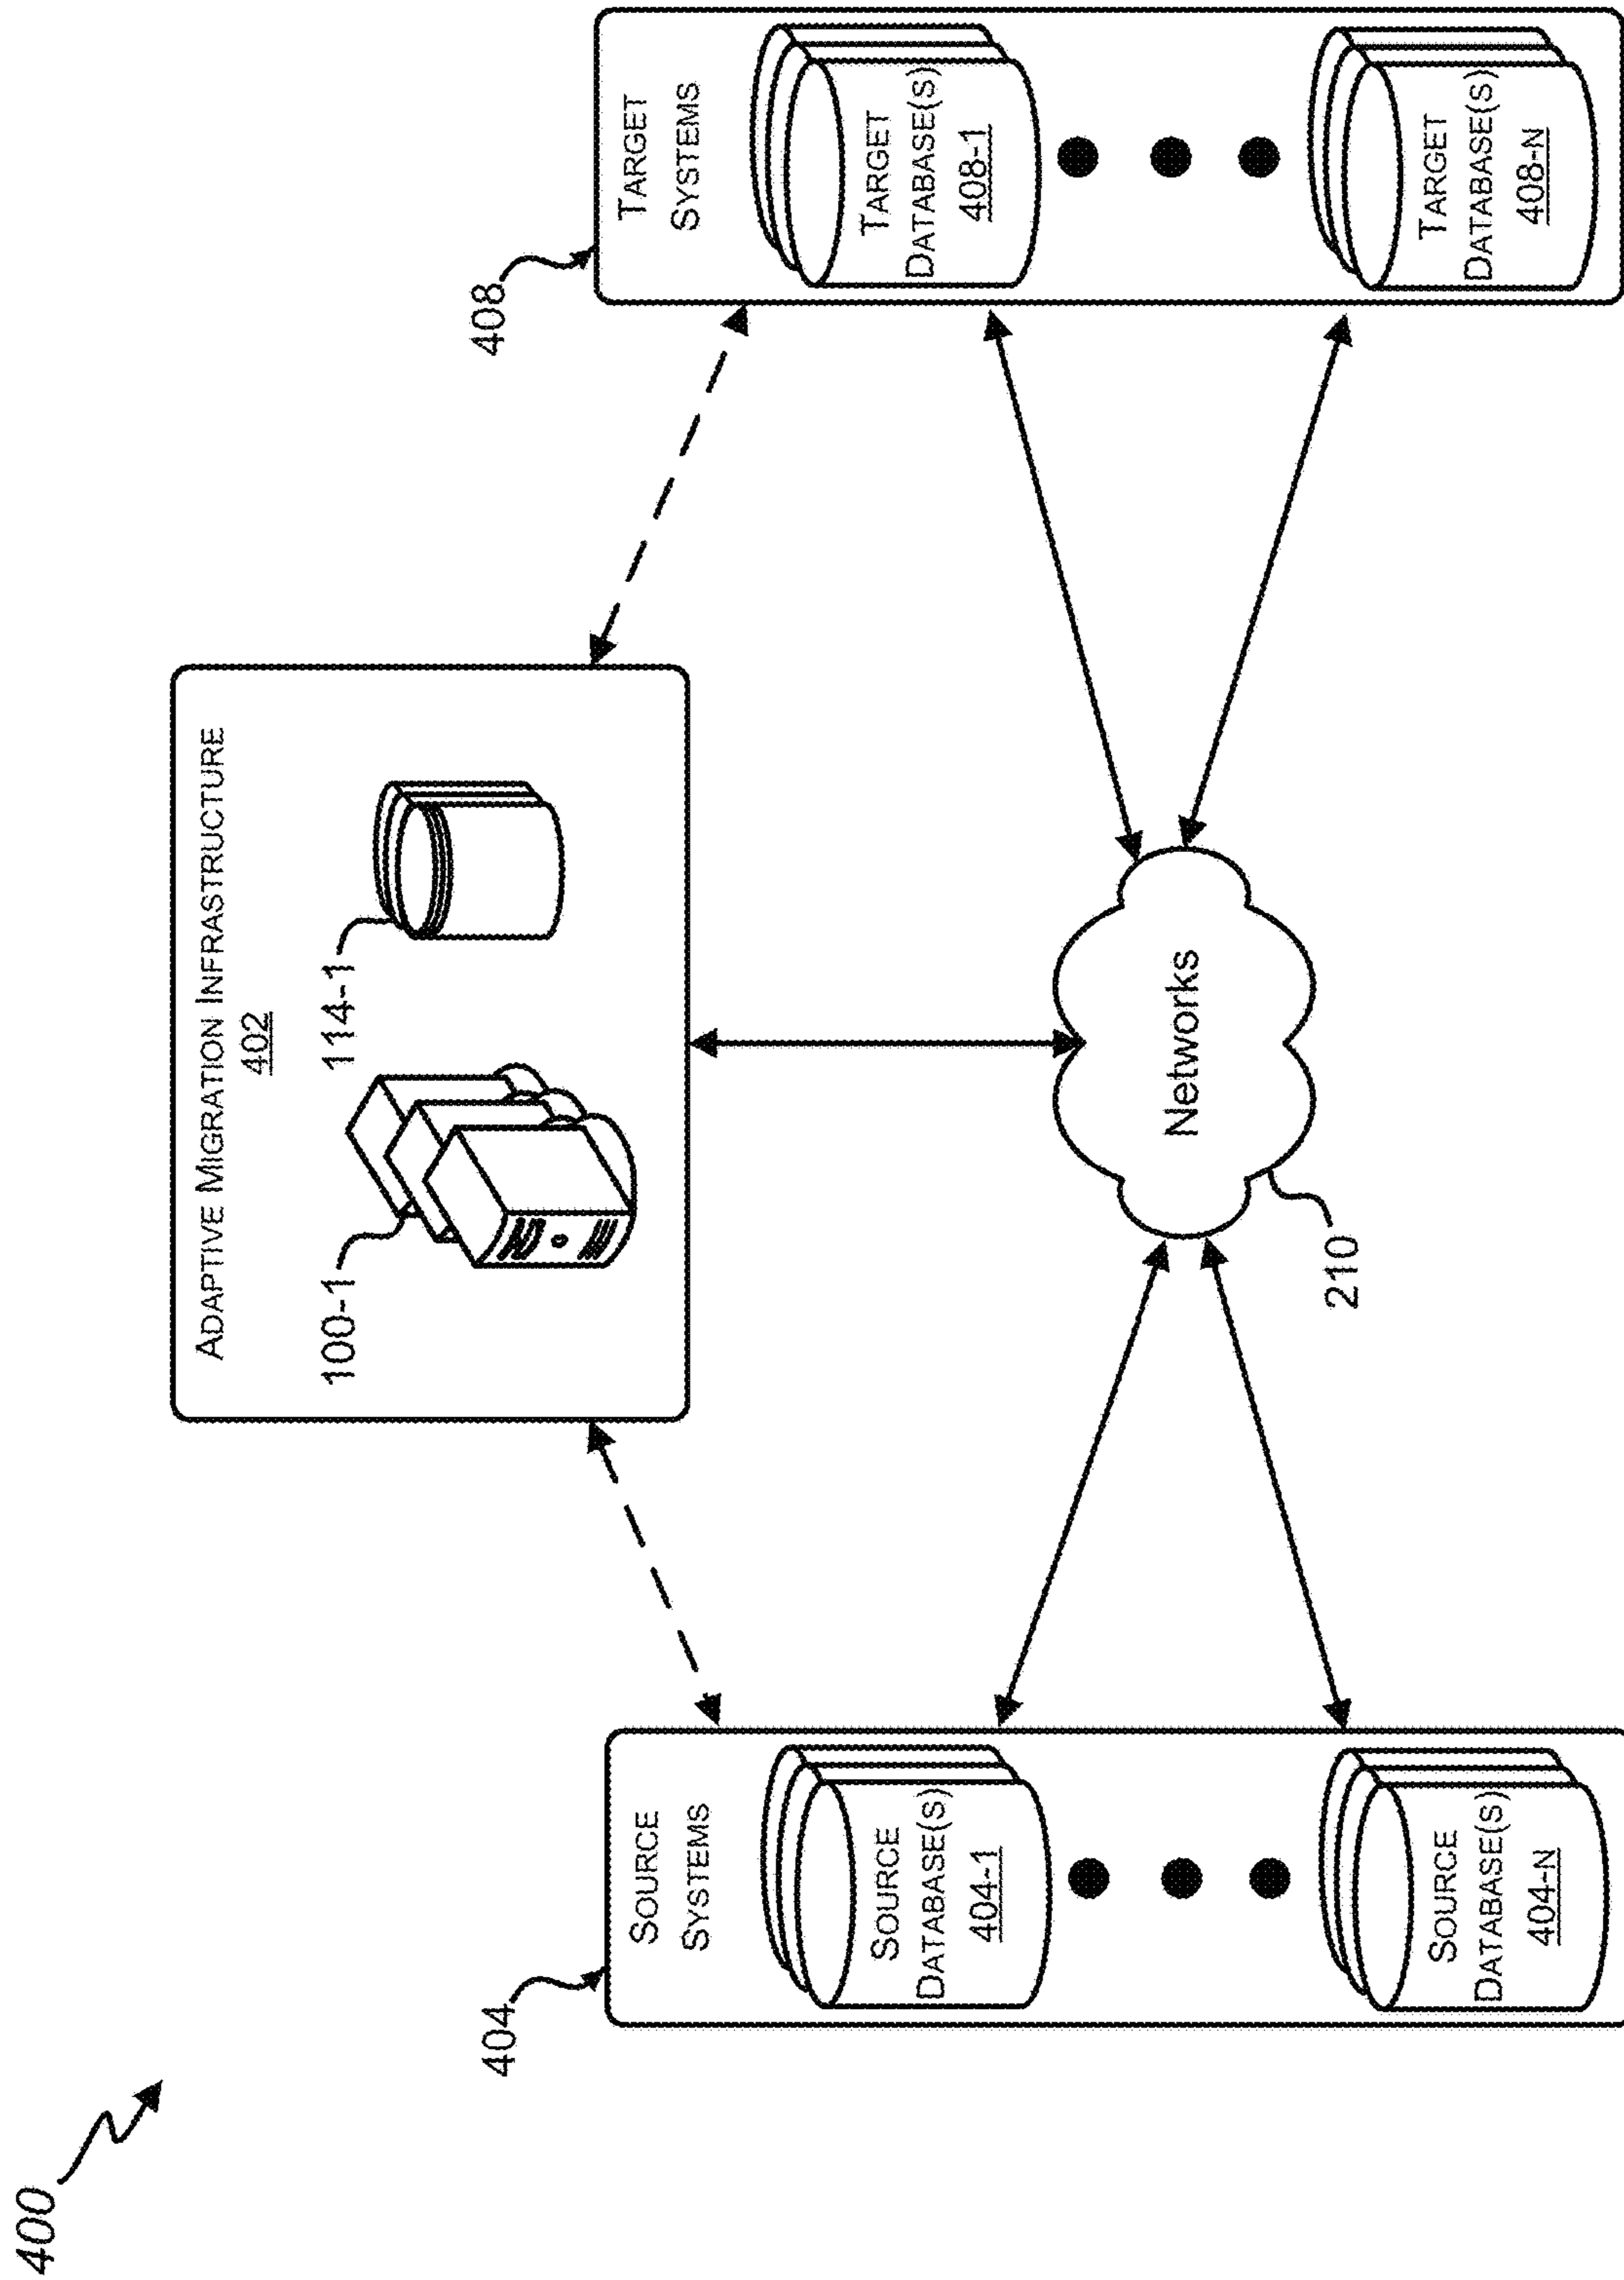 400
ADAPTIVE MIGRATION INFRASTRUCTURE
402
100-1
114-1
404
SOURCE
SYSTEMS
SOURCE
DATABASE(S)
404-1
SOURCE
DATABASE(S)
404-N
Networks
210
408
TARGET
SYSTEMS
TARGET
DATABASE(S)
408-1
TARGET
DATABASE(S)
408-N